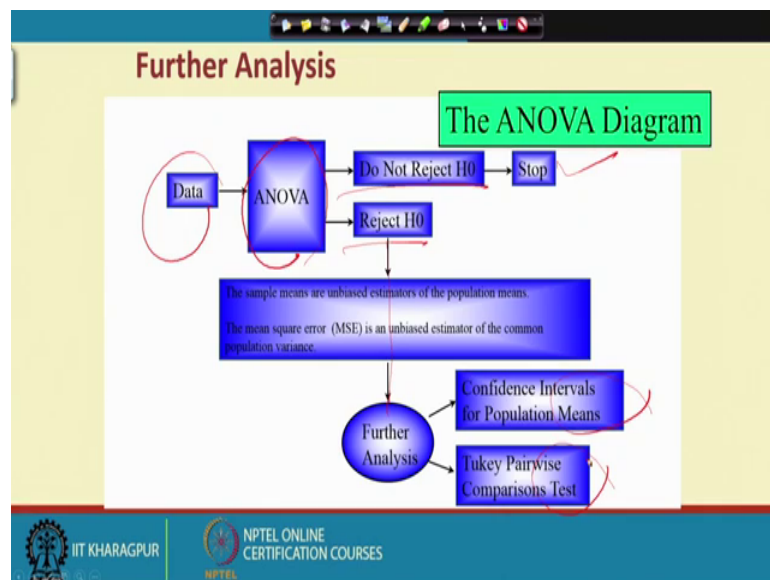 Further Analysis
The ANOVA Diagram
Data
ANOVA
Do Not Reject H0
Stop
Reject H0
The sample means are unbiased estimators of the population means.
The mean square error (MSE) is an unbiased estimator of the common
population variance.
Further
Analysis
Confidence Intervals
for Population Means
Tukey Pairwise
Comparisons Test
IIT KHARAGPUR
NPTEL
NPTEL ONLINE
CERTIFICATION COURSES